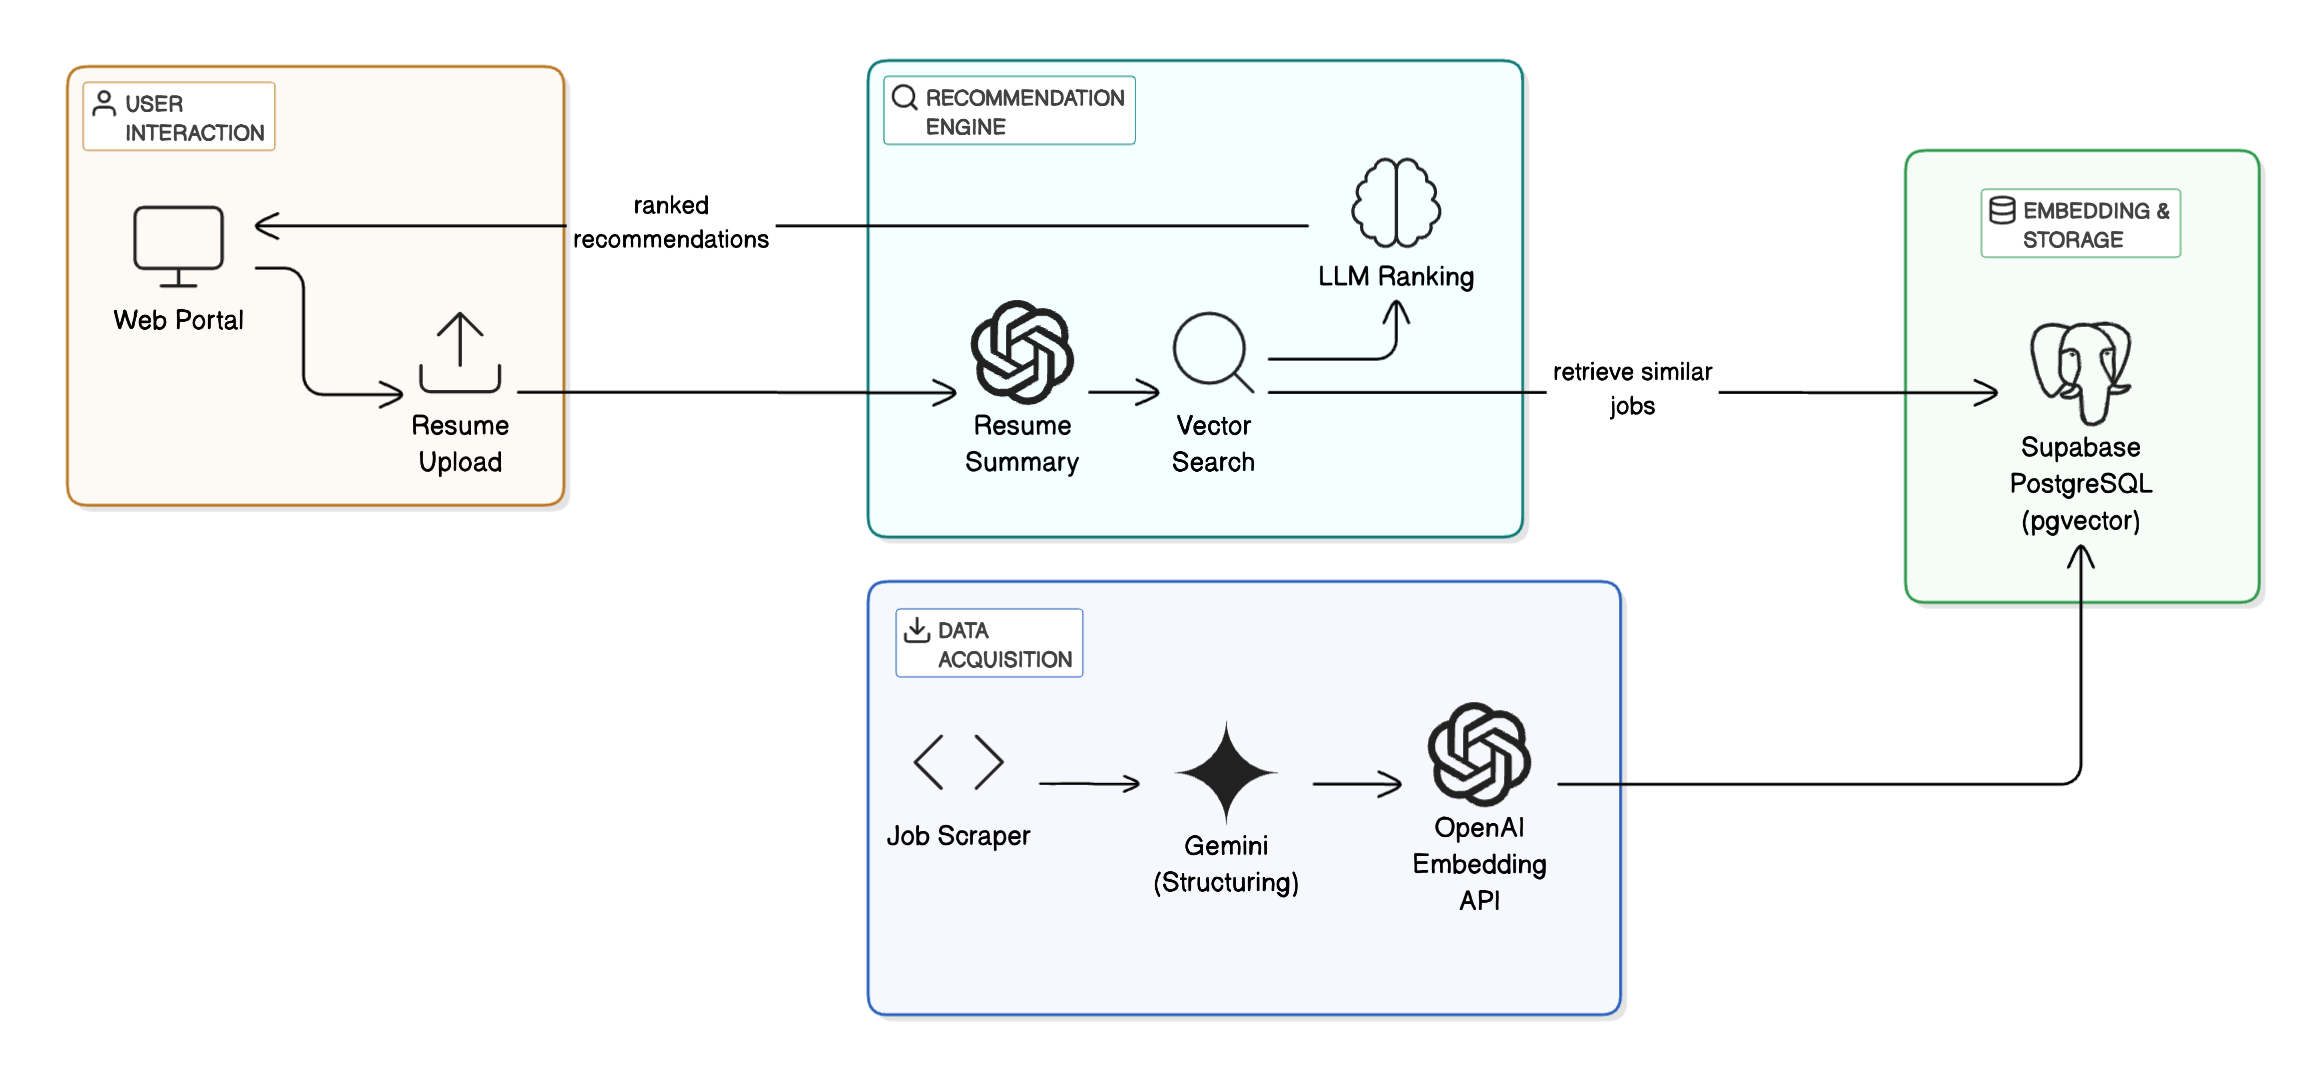 USER
INTERACTION
Web Portal
Resume
Upload
ranked
recommendations
RECOMMENDATION
ENGINE
LLM Ranking
Resume
Summary
Vector
Search
retrieve similar
jobs
EMBEDDING &
STORAGE
Supabase
PostgreSQL
(pgvector)
DATA
ACQUISITION
Job Scraper
Gemini
(Structuring)
OpenAI
Embedding
API